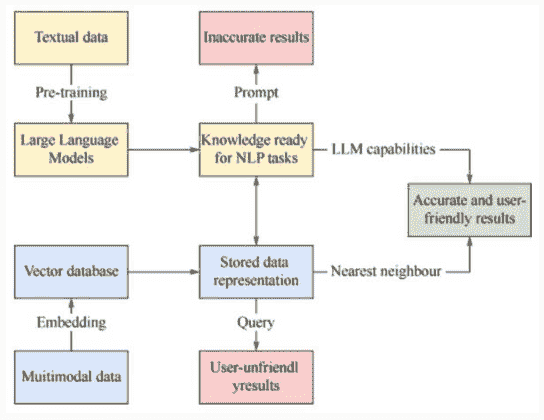 Textual data
Inaccurate results
Pre-training
Prompt
Large Language
Models
Knowledge ready
for NLP tasks
LLM capabilities
Accurate and user-
friendly results
Vector database
Stored data
representation
Nearest neighbour
Embedding
Query
Muitimodal data
User-unfriendl
yresults